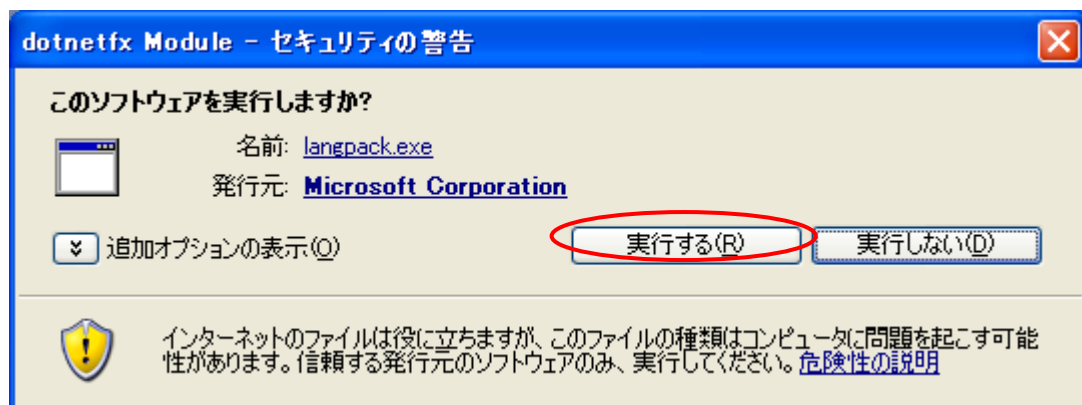 dotnetfx Module - セキュリティの警告
このソフトウェアを実行しますか?
名前: langpack.exe
発行元: Microsoft Corporation
追加オプションの表示(O) 実行する(R) 実行しない(D)
インターネットのファイルは役に立ちますが、このファイルの種類はコンピュータに問題を起こす可能
性があります。信頼する発行元のソフトウェアのみ、実行してください。危険性の説明